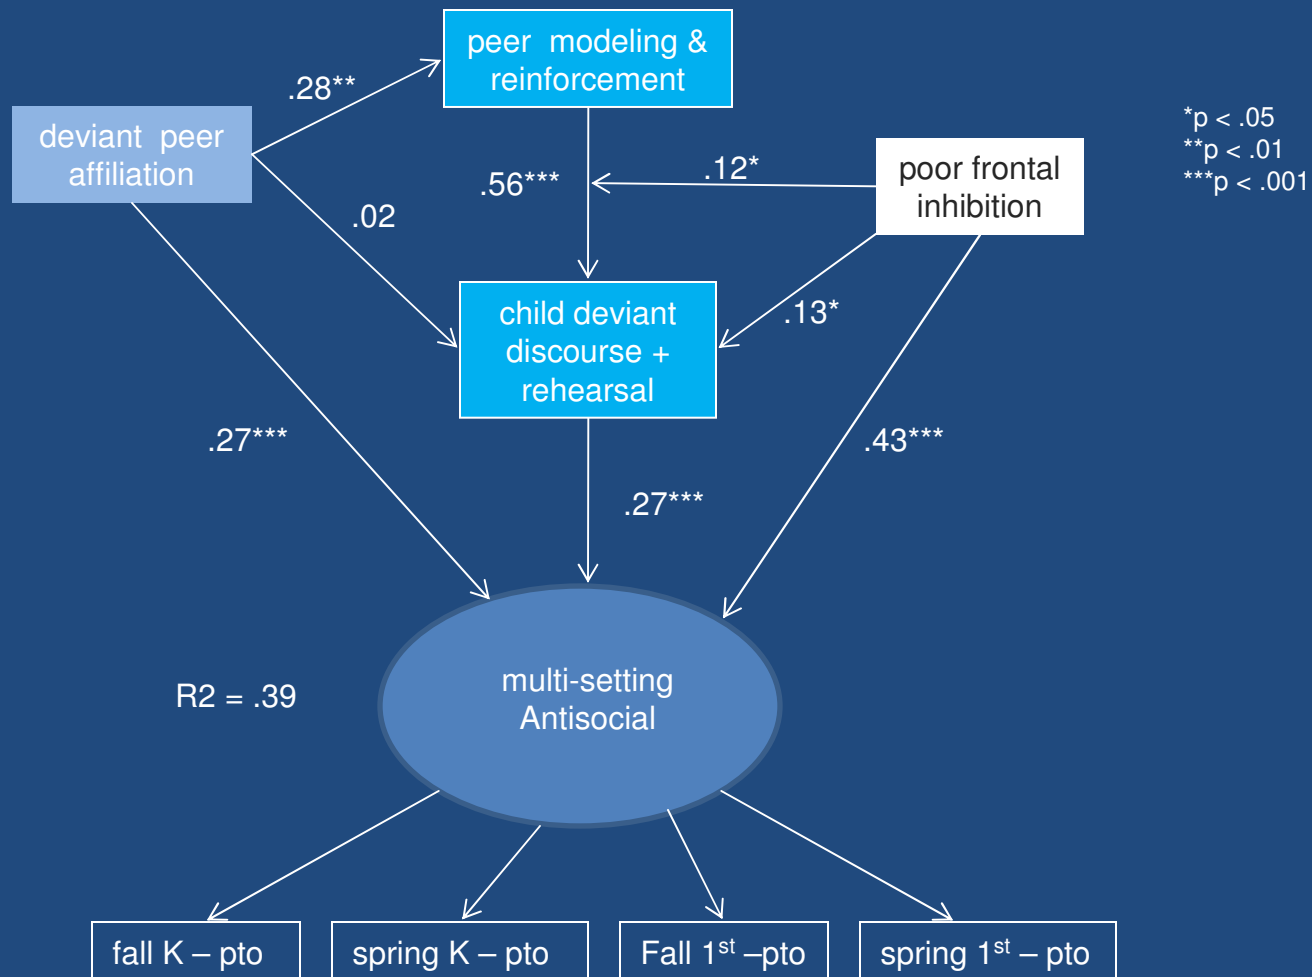 peer modeling &
reinforcement
.28**
deviant peer
affiliation
*p < .05
**p < .01
***p < .001
.56***
.12*
poor frontal
inhibition
.02
child deviant
discourse +
rehearsal
.13*
.27***
.43***
.27***
R2 = .39
multi-setting
Antisocial
fall K – pto
spring K – pto
Fall 1st –pto
spring 1st – pto